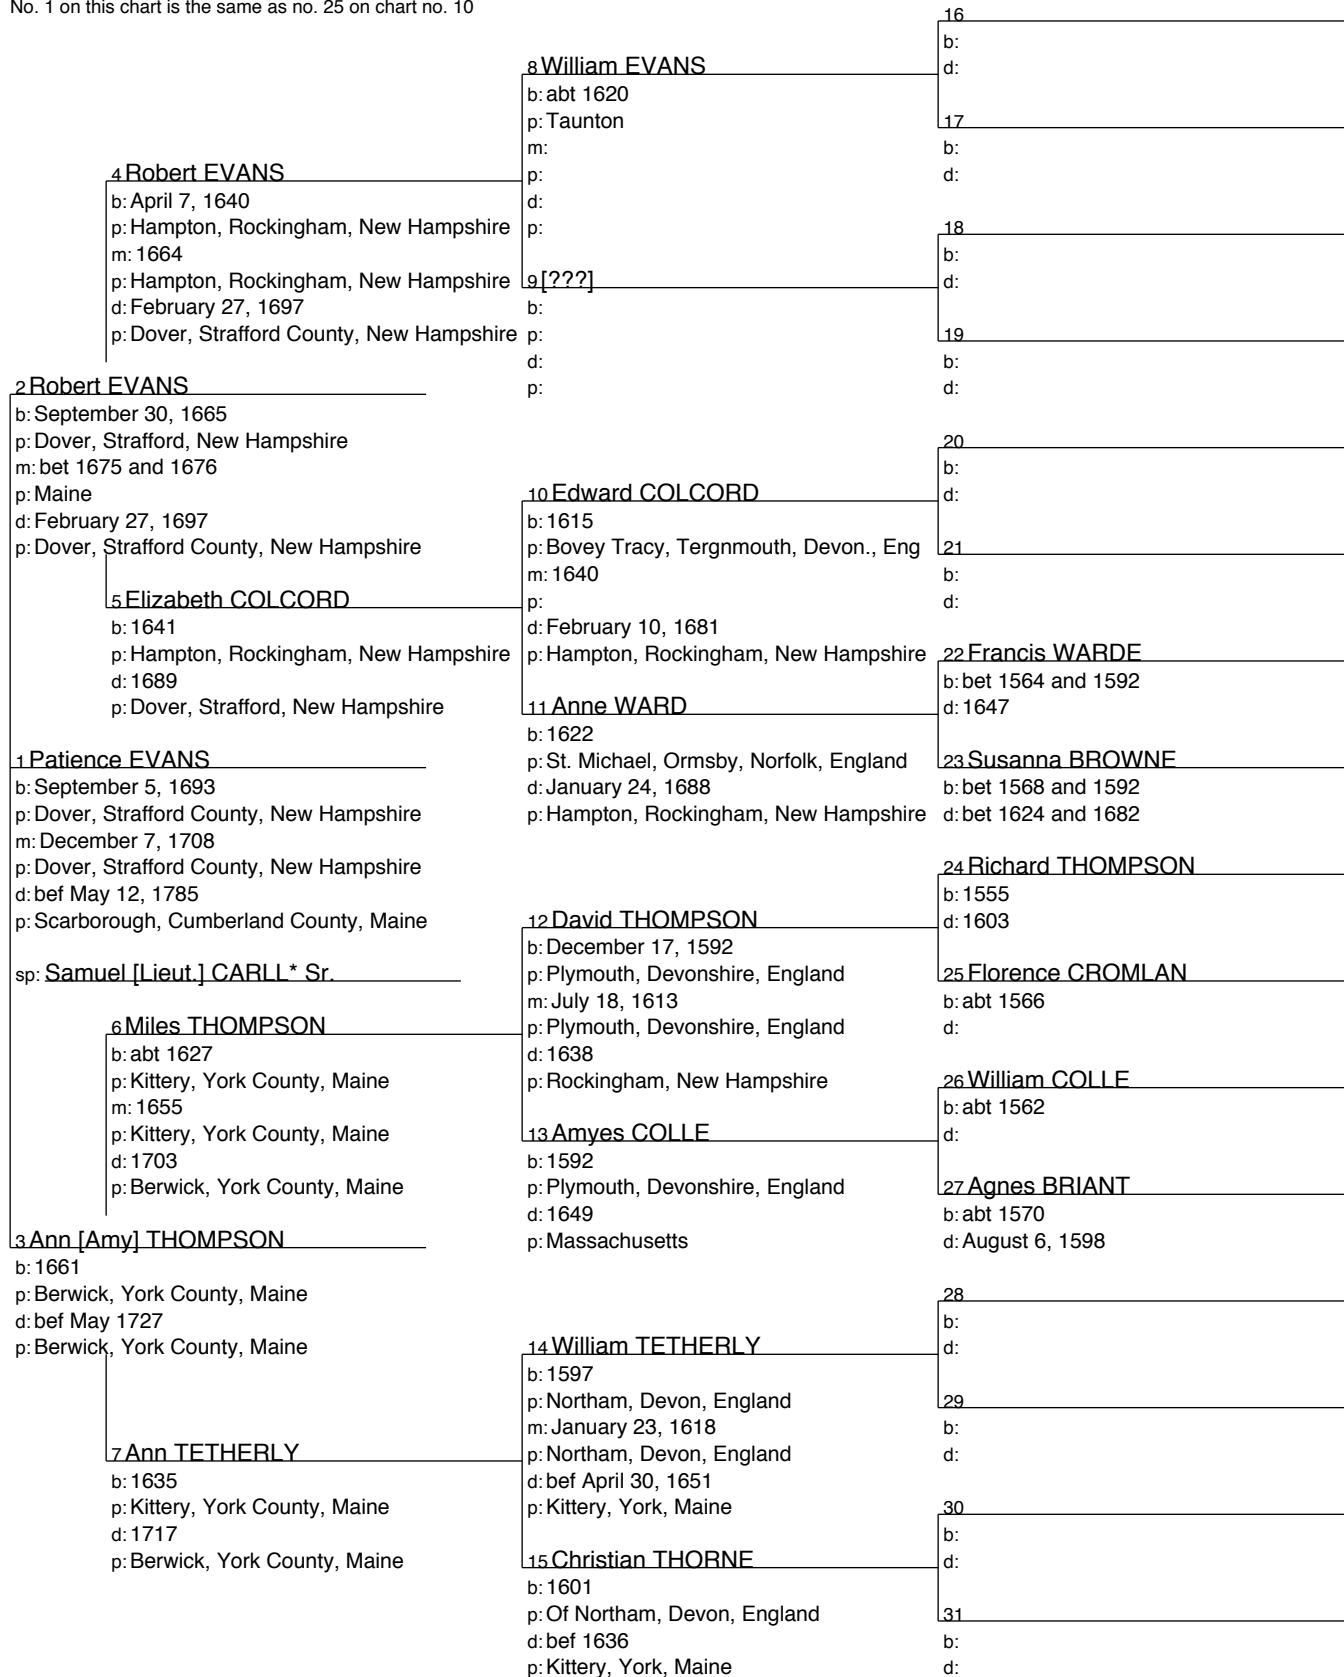 No. 1 on this chart is the same as no. 25 on chart no. 10
4 Robert EVANS
b: April 7, 1640
p: Hampton, Rockingham, New Hampshire
m: 1664
p: Hampton, Rockingham, New Hampshire
d: February 27, 1697
p: Dover, Strafford County, New Hampshire
2 Robert EVANS
b: September 30, 1665
p: Dover, Strafford, New Hampshire
m: bet 1675 and 1676
p: Maine
d: February 27, 1697
p: Dover, Strafford County, New Hampshire
5 Elizabeth COLCORD
b: 1641
p: Hampton, Rockingham, New Hampshire
d: 1689
p: Dover, Strafford, New Hampshire
1 Patience EVANS
b: September 5, 1693
p: Dover, Strafford County, New Hampshire
m: December 7, 1708
p: Dover, Strafford County, New Hampshire
d: bef May 12, 1785
p: Scarborough, Cumberland County, Maine
sp: Samuel [Lieut.] CARLL* Sr.
6 Miles THOMPSON
b: abt 1627
p: Kittery, York County, Maine
m: 1655
p: Kittery, York County, Maine
d: 1703
p: Berwick, York County, Maine
3 Ann [Amy] THOMPSON
b: 1661
p: Berwick, York County, Maine
d: bef May 1727
p: Berwick, York County, Maine
7 Ann TETHERLY
b: 1635
p: Kittery, York County, Maine
d: 1717
p: Berwick, York County, Maine
8 William EVANS
b: abt 1620
p: Taunton
m:
p:
d:
p:
9 [???]
b:
p:
d:
p:
10 Edward COLCORD
b: 1615
p: Bovey Tracy, Tergnmouth, Devon., Eng
m: 1640
p:
d: February 10, 1681
p: Hampton, Rockingham, New Hampshire
11 Anne WARD
b: 1622
p: St. Michael, Ormsby, Norfolk, England
d: January 24, 1688
p: Hampton, Rockingham, New Hampshire
12 David THOMPSON
b: December 17, 1592
p: Plymouth, Devonshire, England
m: July 18, 1613
p: Plymouth, Devonshire, England
d: 1638
p: Rockingham, New Hampshire
13 Amyes COLLE
b: 1592
p: Plymouth, Devonshire, England
d: 1649
p: Massachusetts
14 William TETHERLY
b: 1597
p: Northam, Devon, England
m: January 23, 1618
p: Northam, Devon, England
d: bef April 30, 1651
p: Kittery, York, Maine
15 Christian THORNE
b: 1601
p: Of Northam, Devon, England
d: bef 1636
p: Kittery, York, Maine
16
b:
d:
17
b:
d:
18
b:
d:
19
b:
d:
20
b:
d:
21
b:
d:
22 Francis WARDE
b: bet 1564 and 1592
d: 1647
23 Susanna BROWNE
b: bet 1568 and 1592
d: bet 1624 and 1682
24 Richard THOMPSON
b: 1555
d: 1603
25 Florence CROMLAN
b: abt 1566
d:
26 William COLLE
b: abt 1562
d:
27 Agnes BRIANT
b: abt 1570
d: August 6, 1598
28
b:
d:
29
b:
d:
30
b:
d:
31
b:
d: